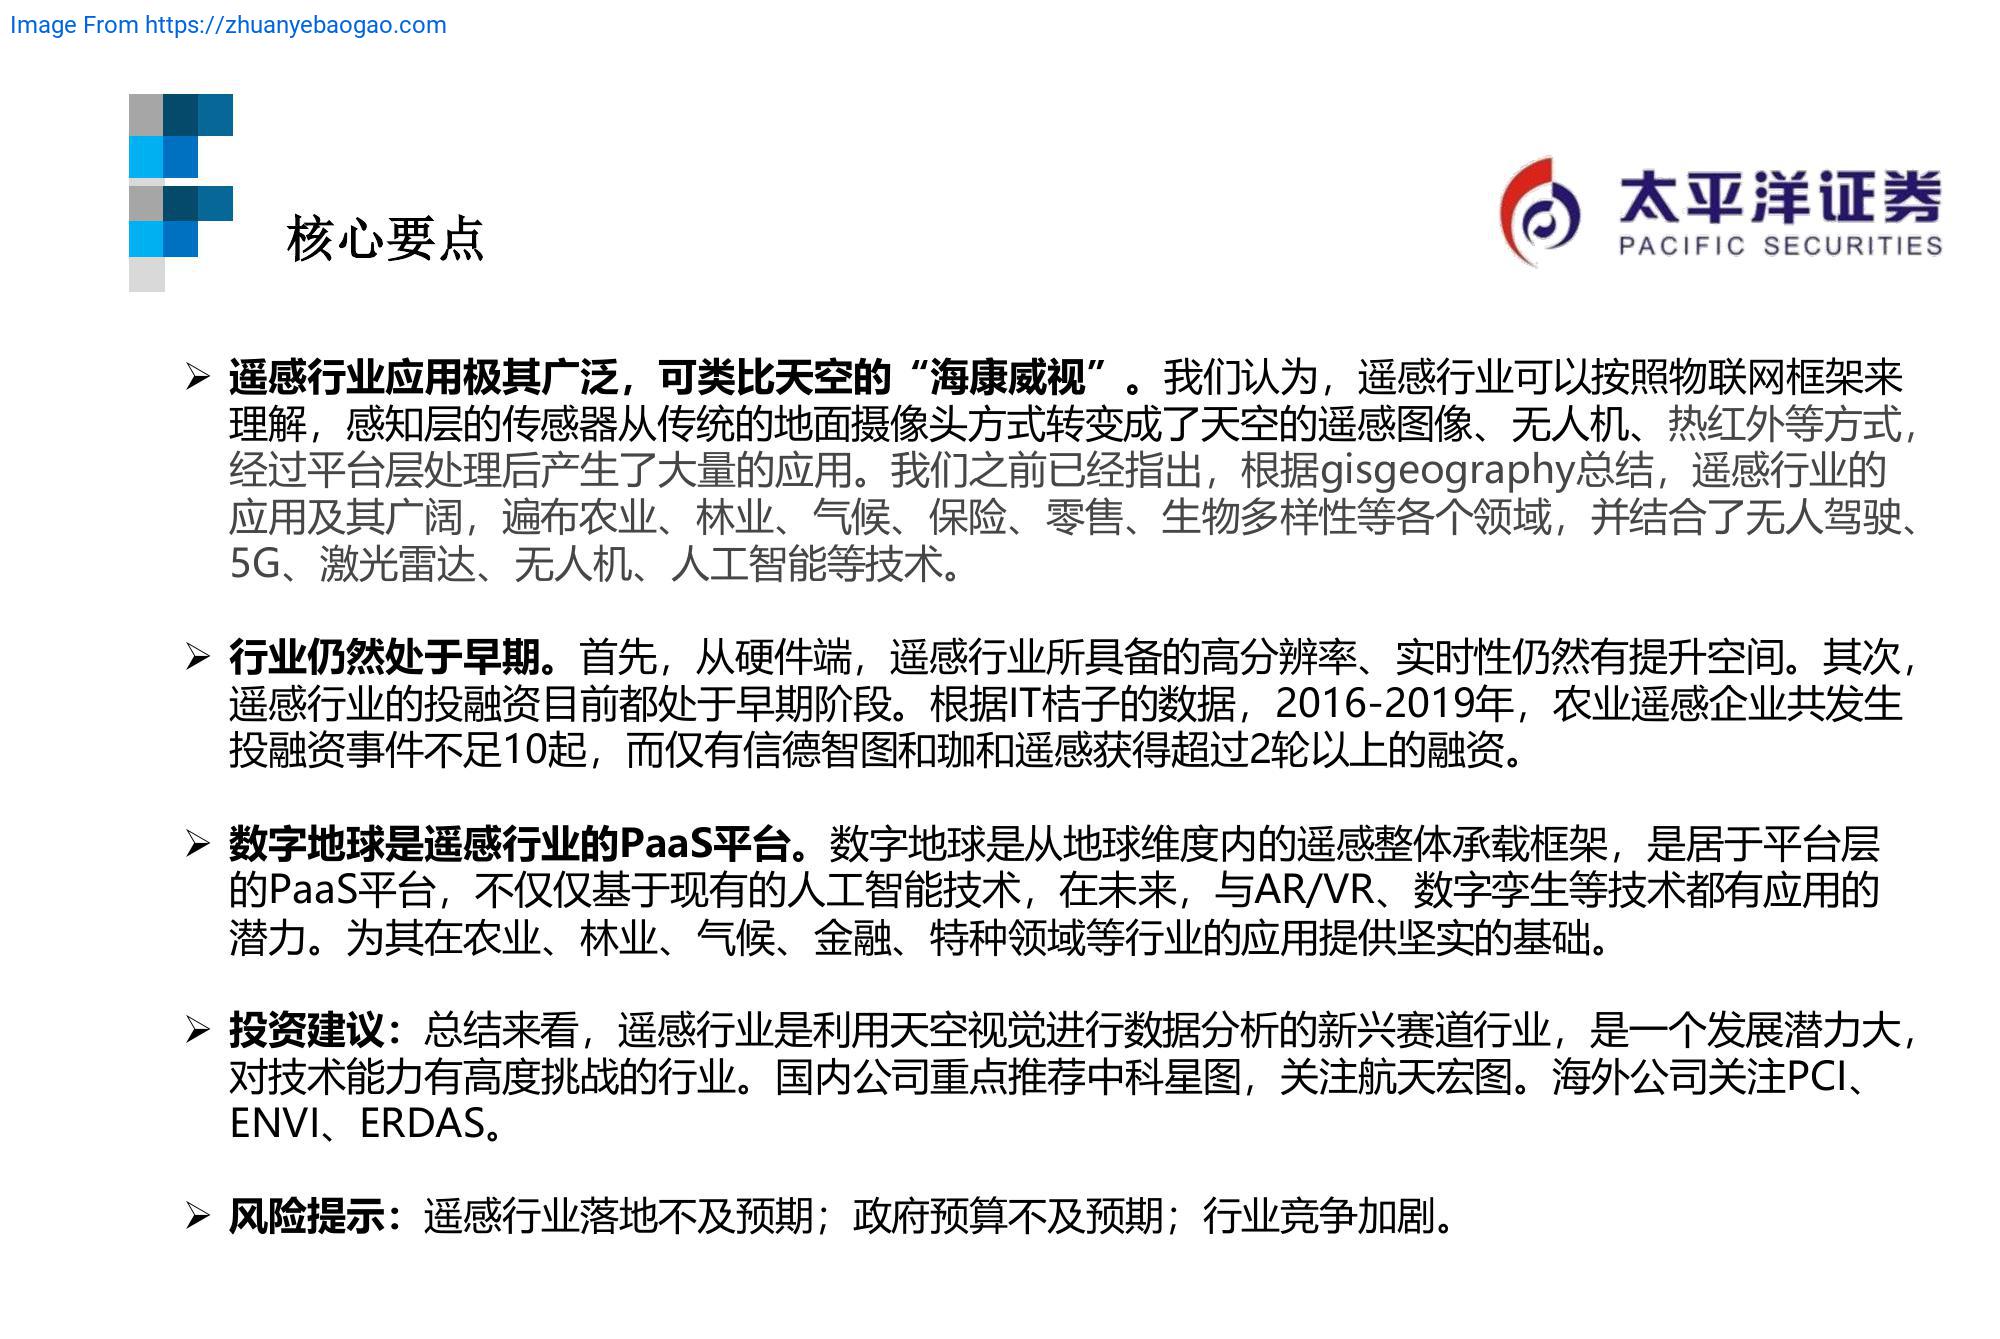 Image From https://zhuanyebaogao.com
太平洋证券
PACIFIC SECURITIES
核心要点
➢ 遥感行业应用极其广泛，可类比天空的“海康威视”。我们认为，遥感行业可以按照物联网框架来
理解，感知层的传感器从传统的地面摄像头方式转变成了天空的遥感图像、无人机、热红外等方式，
经过平台层处理后产生了大量的应用。我们之前已经指出，根据gisgeography总结，遥感行业的
应用及其广阔，遍布农业、林业、气候、保险、零售、生物多样性等各个领域，并结合了无人驾驶、
5G、激光雷达、无人机、人工智能等技术。
➢ 行业仍然处于早期。首先，从硬件端，遥感行业所具备的高分辨率、实时性仍然有提升空间。其次，
遥感行业的投融资目前都处于早期阶段。根据IT桔子的数据，2016-2019年，农业遥感企业共发生
投融资事件不足10起，而仅有信德智图和珈和遥感获得超过2轮以上的融资。
➢ 数字地球是遥感行业的PaaS平台。数字地球是从地球维度内的遥感整体承载框架，是居于平台层
的PaaS平台，不仅仅基于现有的人工智能技术，在未来，与AR/VR、数字孪生等技术都有应用的
潜力。为其在农业、林业、气候、金融、特种领域等行业的应用提供坚实的基础。
➢ 投资建议：总结来看，遥感行业是利用天空视觉进行数据分析的新兴赛道行业，是一个发展潜力大，
对技术能力有高度挑战的行业。国内公司重点推荐中科星图，关注航天宏图。海外公司关注PCI、
ENVI、ERDAS。
➢ 风险提示：遥感行业落地不及预期；政府预算不及预期；行业竞争加剧。